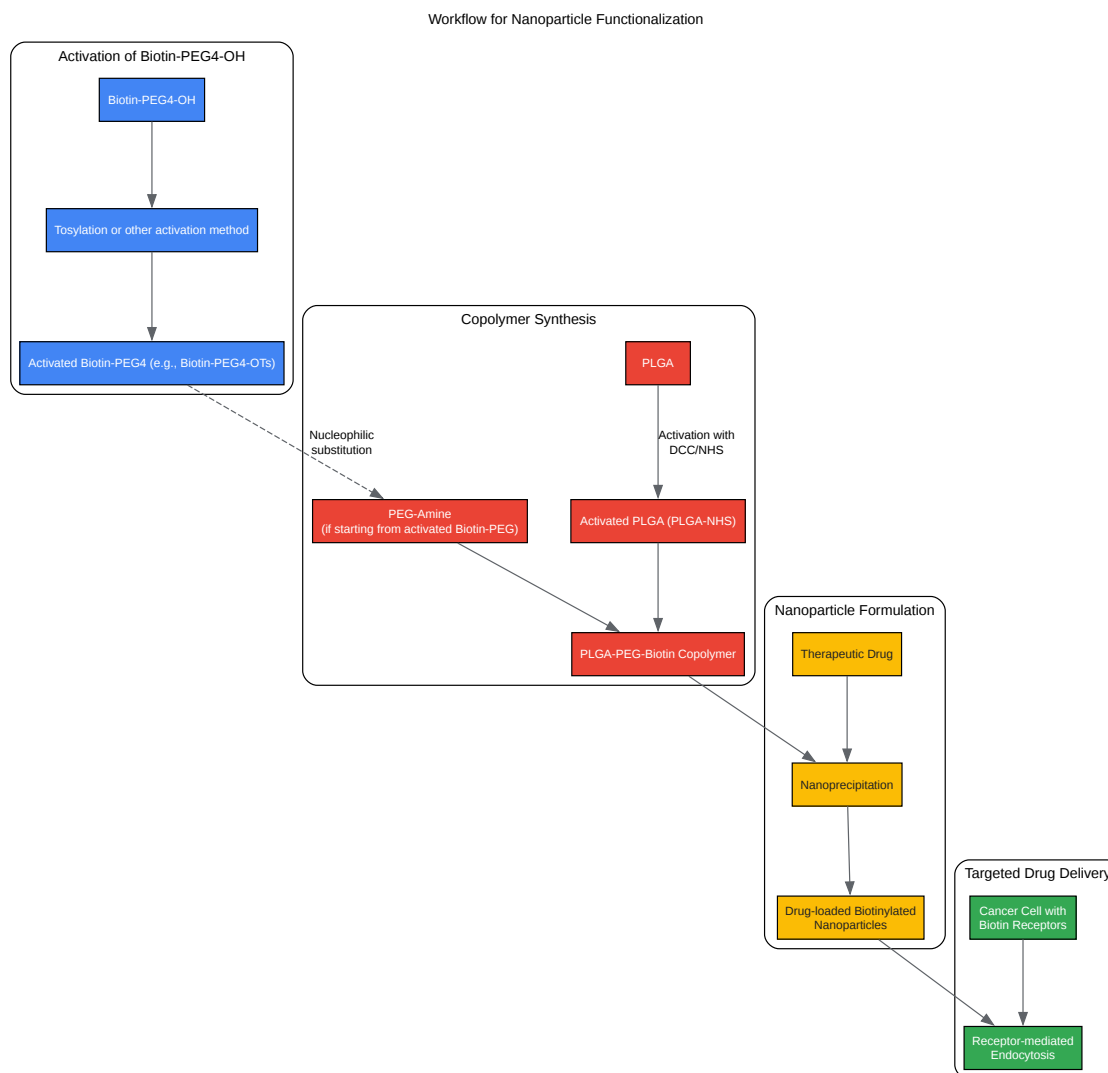 Workflow for Nanoparticle Functionalization
Activation of Biotin-PEG4-OH
Biotin-PEG4-OH
Tosylation or other activation method
Activated Biotin-PEG4 (e.g., Biotin-PEG4-OTs)
Copolymer Synthesis
PLGA
Nucleophilic
substitution
Activation with
DCC/NHS
PEG-Amine
(if starting from activated Biotin-PEG)
Activated PLGA (PLGA-NHS)
PLGA-PEG-Biotin Copolymer
Nanoparticle Formulation
Therapeutic Drug
Nanoprecipitation
Drug-loaded Biotinylated
Nanoparticles
Targeted Drug Delivery
Cancer Cell with
Biotin Receptors
Receptor-mediated
Endocytosis